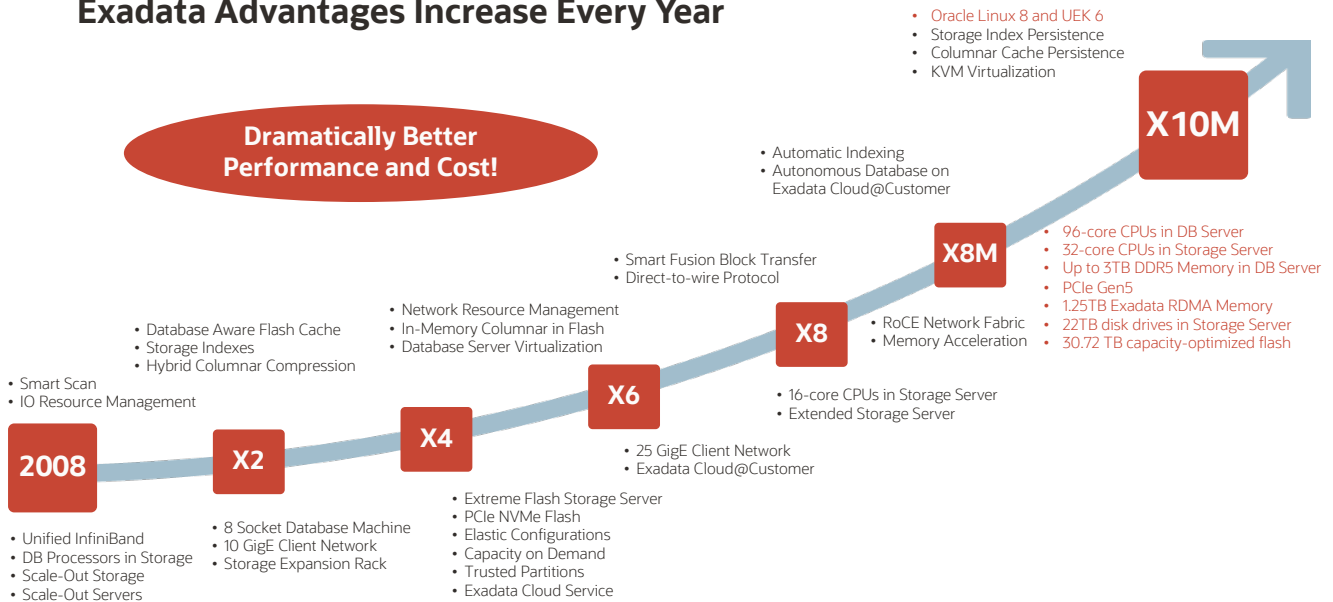 Exadata Advantages Increase Every Year
Dramatically Better
Performance and Cost!
• Smart Scan
• IO Resource Management
2008
• Unified InfiniBand
• DB Processors in Storage
• Scale-Out Storage
• Scale-Out Servers
• Database Aware Flash Cache
• Storage Indexes
• Hybrid Columnar Compression
X2
• 8 Socket Database Machine
• 10 GigE Client Network
• Storage Expansion Rack
• Network Resource Management
• In-Memory Columnar in Flash
• Database Server Virtualization
X4
• Extreme Flash Storage Server
• PCIe NVMe Flash
• Elastic Configurations
• Capacity on Demand
• Trusted Partitions
• Exadata Cloud Service
• Smart Fusion Block Transfer
• Direct-to-wire Protocol
X6
• 25 GigE Client Network
• Exadata Cloud@Customer
• Automatic Indexing
• Autonomous Database on
Exadata Cloud@Customer
X8
• 16-core CPUs in Storage Server
• Extended Storage Server
• Oracle Linux 8 and UEK 6
• Storage Index Persistence
• Columnar Cache Persistence
• KVM Virtualization
X8M
• RoCE Network Fabric
• Memory Acceleration
X10M
• 96-core CPUs in DB Server
• 32-core CPUs in Storage Server
• Up to 3TB DDR5 Memory in DB Server
• PCIe Gen5
• 1.25TB Exadata RDMA Memory
• 22TB disk drives in Storage Server
• 30.72 TB capacity-optimized flash